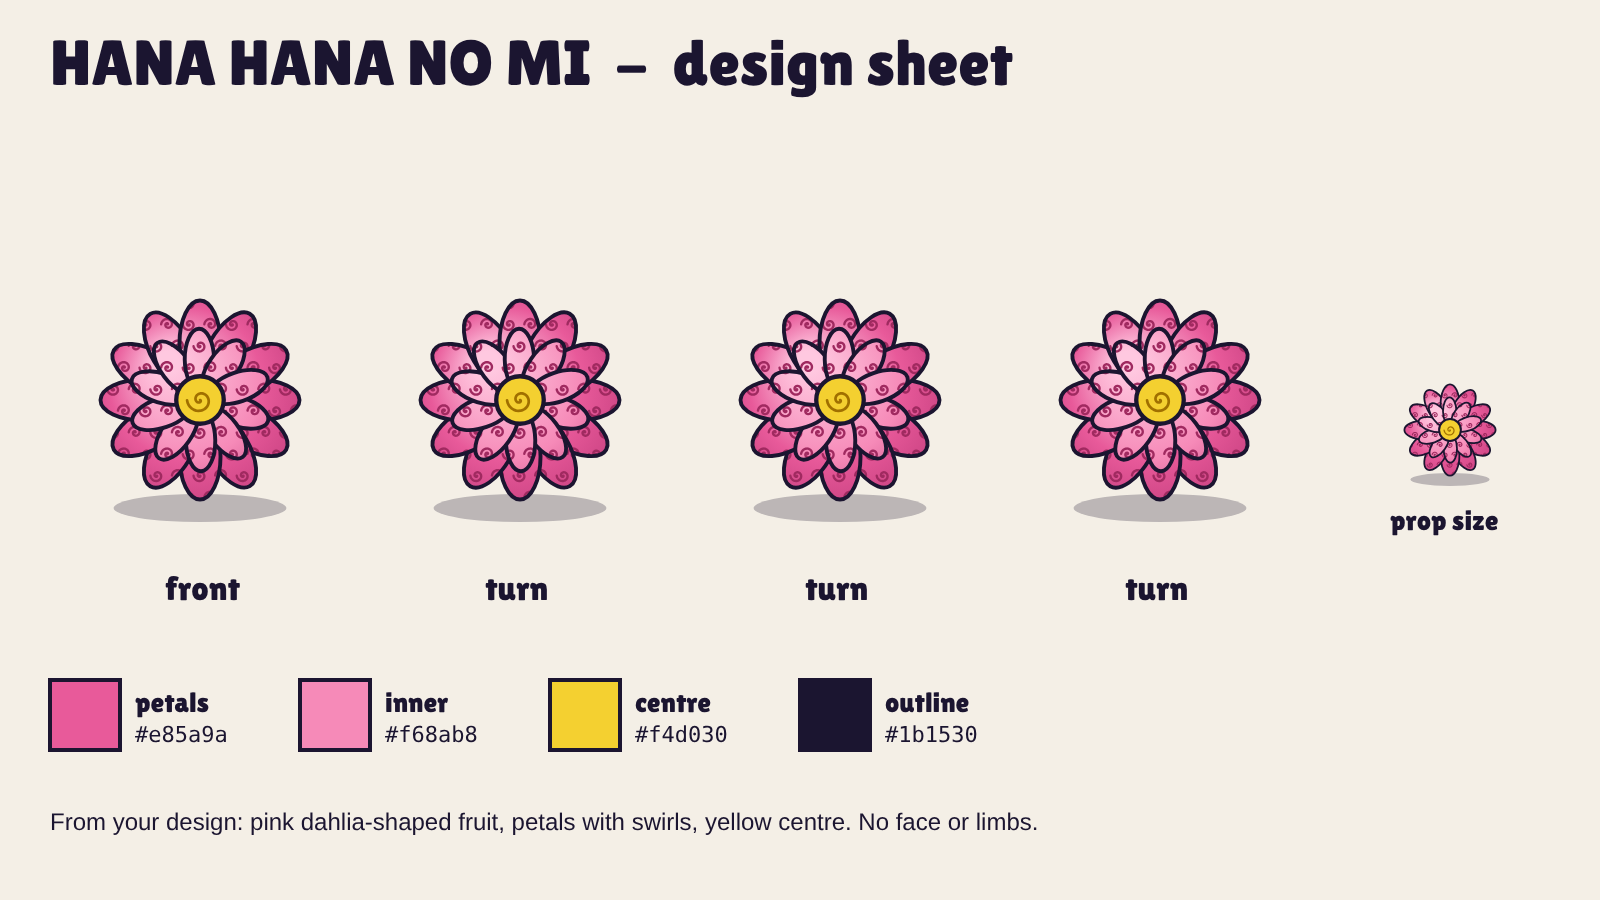 HANA HANA NO MI – design sheet
prop size
front
turn
turn
turn
petals
#e85a9a
inner
#f68ab8
centre
#f4d030
outline
#1b1530
From your design: pink dahlia-shaped fruit, petals with swirls, yellow centre. No face or limbs.